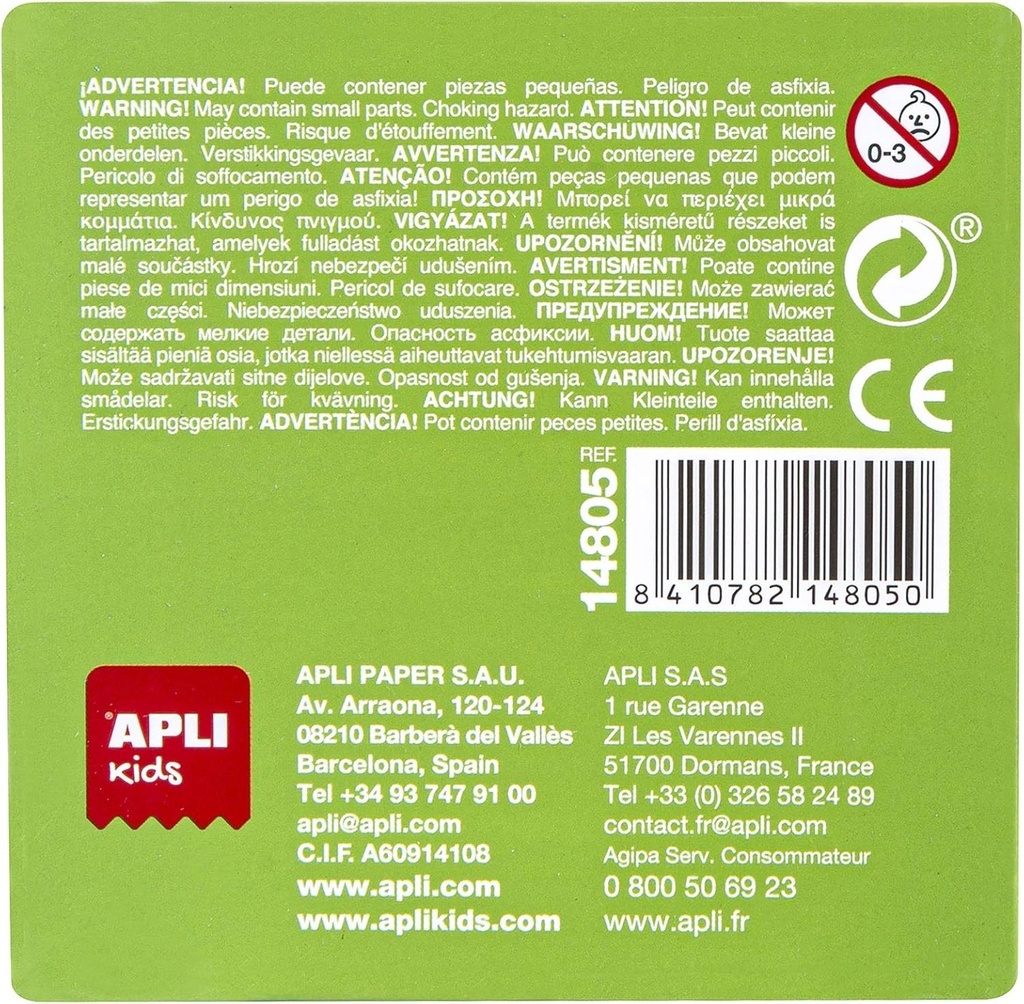 ¡ADVERTENCIA! Puede contener piezas pequeñas. Peligro de asfixia.
WARNING! May contain small parts. Choking hazard. ATTENTION! Peut contenir
des petites pièces. Risque d'étouffement. WAARSCHUWING! Bevat kleine
onderdelen. Verstikkingsgevaar. AVVERTENZA! Può contenere pezzi piccoli.
Pericolo di soffocamento. ATENÇÃO! Contém peças pequenas que podem
representar um perigo de asfixia! ΠΡΟΣΟΧΗ! Μπορεί να περιέχει μικρά
κομμάτια. Κίνδυνος πνιγμού. VIGYÁZAT! A termék kisméretű részeket is
tartalmazhat, amelyek fulladást okozhatnak. UPOZORNĚNÍ! Může obsahovat
malé součástky. Hrozí nebezpečí udušením. AVERTISMENT! Poate contine
piese de mici dimensiuni. Pericol de sufocare. OSTRZEŻENIE! Może zawierać
małe części. Niebezpieczeństwo uduszenia. ПРЕДУПРЕЖДЕНИЕ! Может
содержать мелкие детали. Опасность асфиксии. HUOM! Tuote saattaa
sisältää pieniä osia, jotka niellessä aiheuttavat tukehtumisvaaran. UPOZORENJE!
Može sadržavati sitne dijelove. Opasnost od gušenja. VARNING! Kan innehålla
smådelar. Risk för kvävning. ACHTUNG! Kann Kleinteile enthalten.
Erstickungsgefahr. ADVERTÈNCIA! Pot contenir peces petites. Perill d'asfíxia.
0-3
®
CE
REF.
14805
8 410782 148050
® APLI
kids
APLI PAPER S.A.U.
Av. Arraona, 120-124
08210 Barberà del Vallès
Barcelona, Spain
Tel +34 93 747 91 00
apli@apli.com
C.I.F. A60914108
www.apli.com
www.aplikids.com
APLI S.A.S
1 rue Garenne
ZI Les Varennes II
51700 Dormans, France
Tel +33 (0) 326 58 24 89
contact.fr@apli.com
Agipa Serv. Consommateur
0 800 50 69 23
www.apli.fr